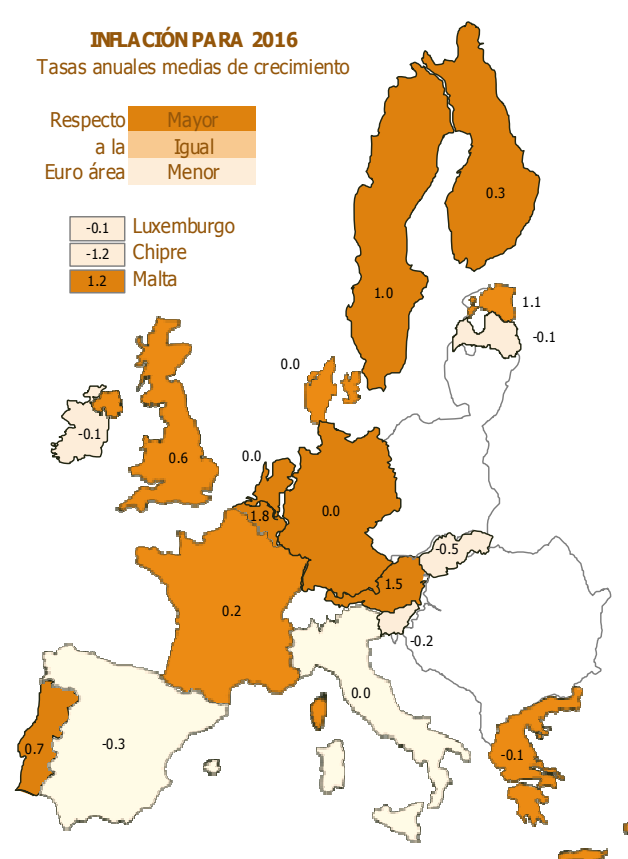 INFLACIÓN PARA 2016
Tasas anuales medias de crecimiento
Respecto Mayor
a la Igual
Euro área Menor
-0.1 Luxemburgo
-1.2 Chipre
1.2 Malta
0.3
1.0
1.1
-0.1
0.0
-0.1
0.6
0.0
1.8
0.0
-0.5
1.5
0.2
-0.2
0.0
0.7
-0.3
-0.1